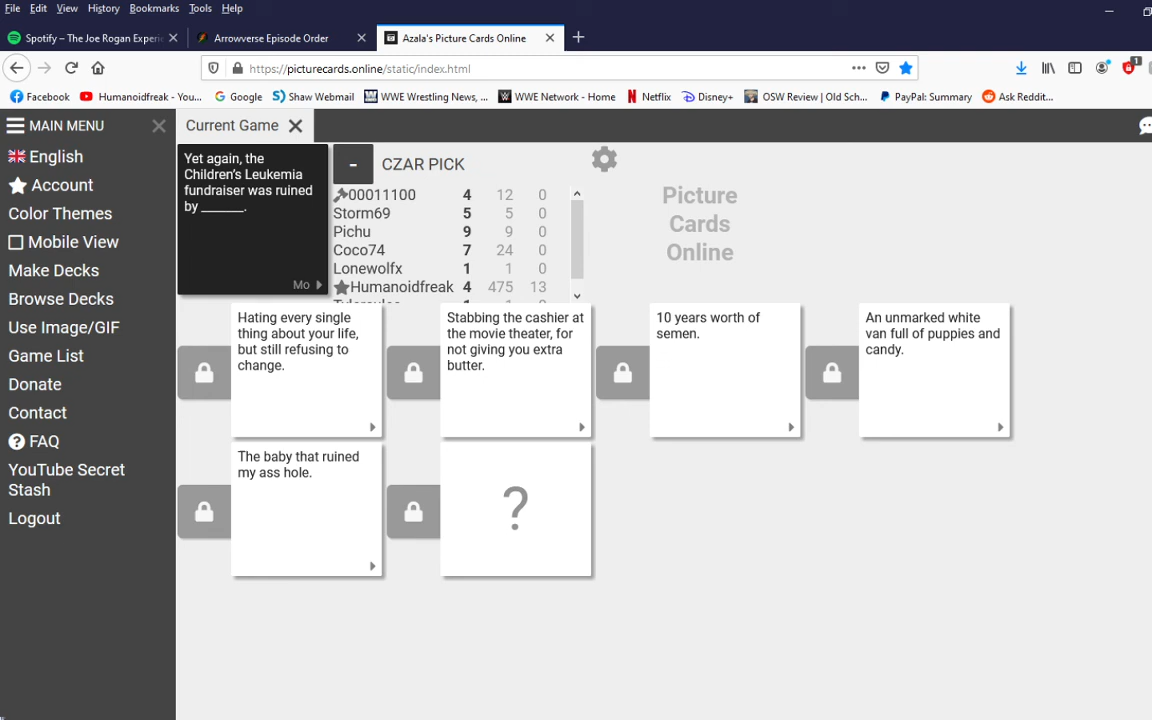 File Edit View History Bookmarks Tools Help
Spotify – The Joe Rogan Experi
Arrowverse Episode Order
Azala's Picture Cards Online
https://picturecards.online/static/index.html
1
Facebook
Humanoidfreak - You...
Google
Shaw Webmail
WWE Wrestling News, ...
WWE Network - Home
Netflix
Disney+
OSW Review | Old Sch...
PayPal: Summary
Ask Reddit...
MAIN MENU
English
Account
Color Themes
Mobile View
Make Decks
Browse Decks
Use Image/GIF
Game List
Donate
Contact
FAQ
YouTube Secret
Stash
Logout
Current Game
Yet again, the
Children's Leukemia
fundraiser was ruined
by _______.
Mo
-
CZAR PICK
00011100 4 12 0
Storm69 5 5 0
Pichu 9 9 0
Coco74 7 24 0
Lonewolfx 1 1 0
Humanoidfreak 4 475 13
Picture
Cards
Online
Hating every single
thing about your life,
but still refusing to
change.
Stabbing the cashier at
the movie theater, for
not giving you extra
butter.
10 years worth of
semen.
An unmarked white
van full of puppies and
candy.
The baby that ruined
my ass hole.
?